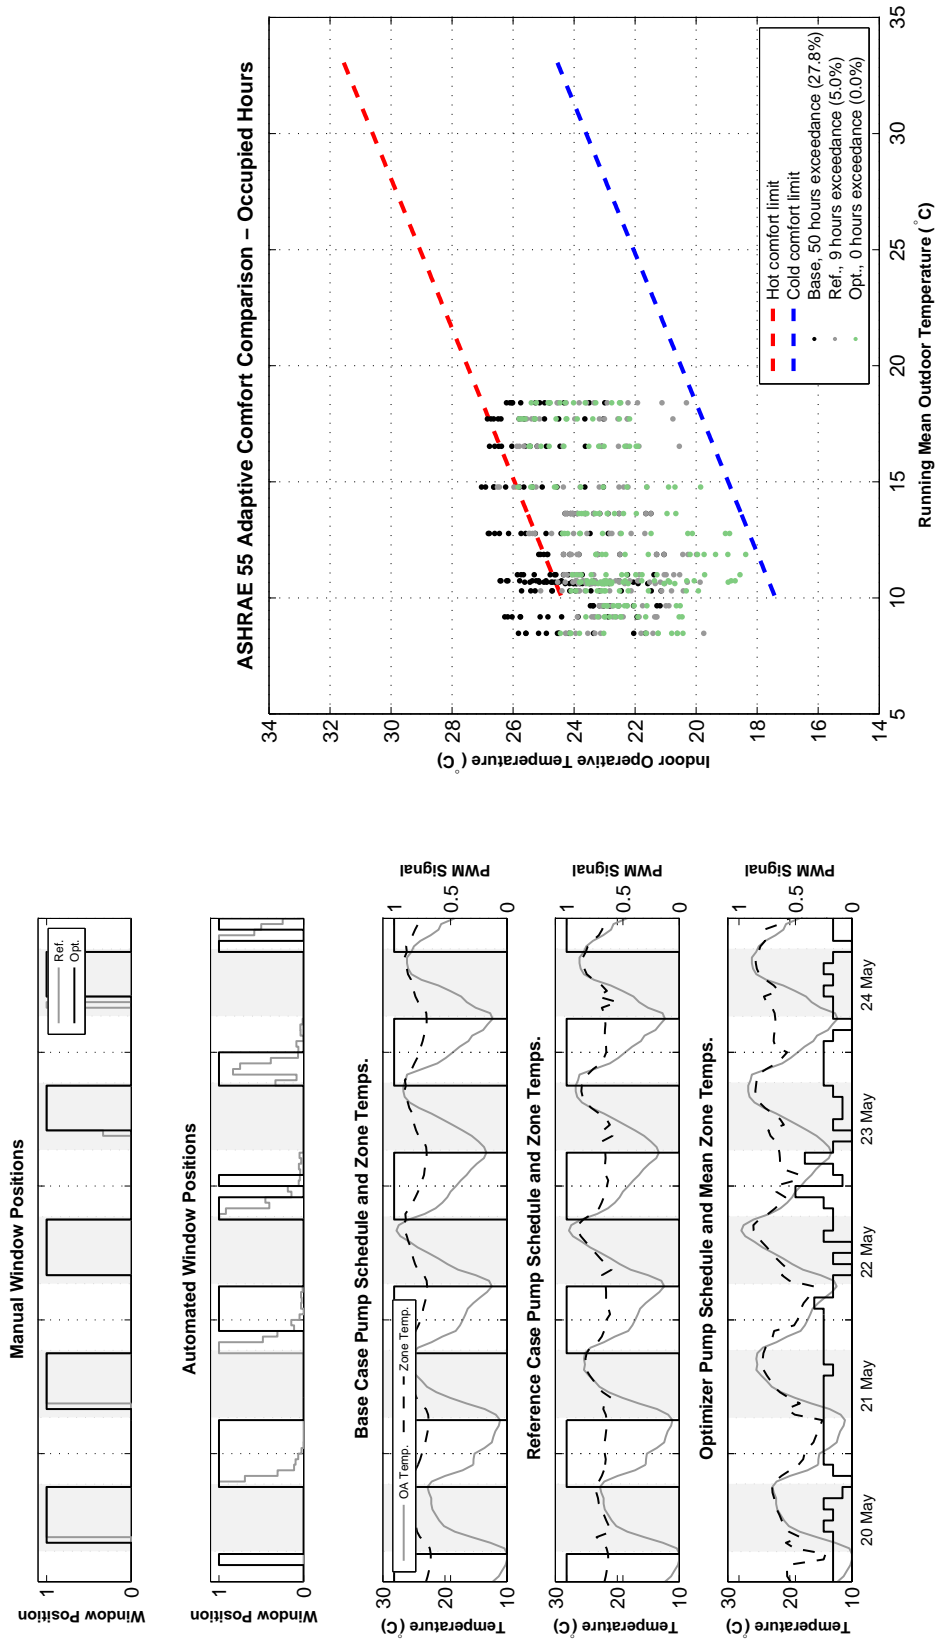 Manual Window Positions
Window Position
1
0
Ref.
Opt.
Automated Window Positions
Window Position
1
0
Base Case Pump Schedule and Zone Temps.
Temperature (°C)
30
20
10
OA Temp.
Zone Temp.
PWM Signal
1
0.5
0
Reference Case Pump Schedule and Zone Temps.
Temperature (°C)
30
20
10
PWM Signal
1
0.5
0
Optimizer Pump Schedule and Mean Zone Temps.
Temperature (°C)
30
20
10
PWM Signal
1
0.5
0
20 May
21 May
22 May
23 May
24 May
ASHRAE 55 Adaptive Comfort Comparison – Occupied Hours
Indoor Operative Temperature (°C)
34
32
30
28
26
24
22
20
18
16
14
5
10
15
20
25
30
35
Running Mean Outdoor Temperature (°C)
Hot comfort limit
Cold comfort limit
Base, 50 hours exceedance (27.8%)
Ref., 9 hours exceedance (5.0%)
Opt., 0 hours exceedance (0.0%)